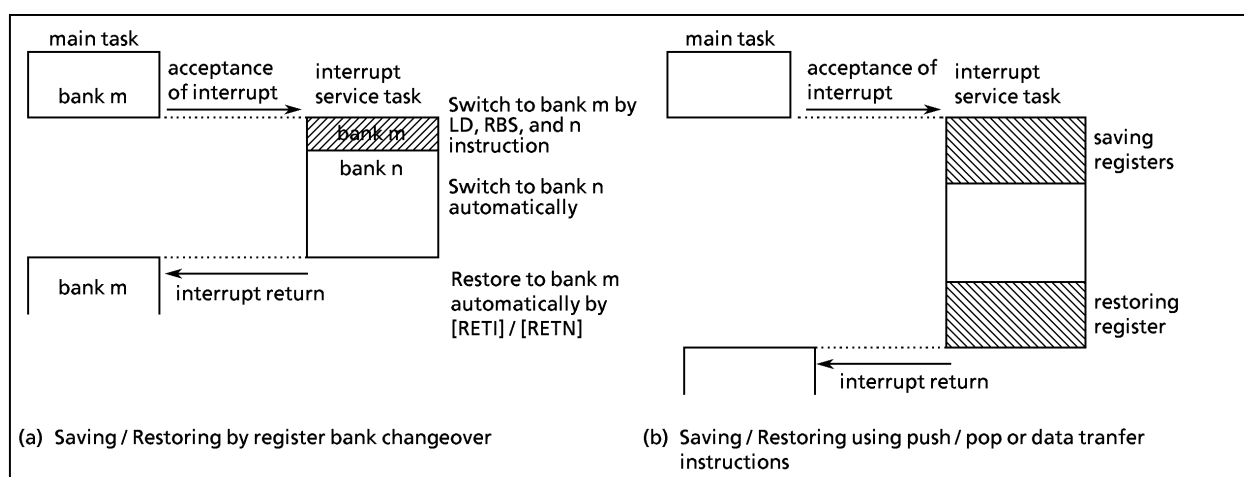 main task
bank m
acceptance
of interrupt
interrupt
service task
bank m
bank n
Switch to bank m by
LD, RBS, and n
instruction
Switch to bank n
automatically
bank m
interrupt return
Restore to bank m
automatically by
[RETI] / [RETN]
(a) Saving / Restoring by register bank changeover
main task
acceptance of
interrupt
interrupt
service task
saving
registers
restoring
register
interrupt return
(b) Saving / Restoring using push / pop or data tranfer
instructions